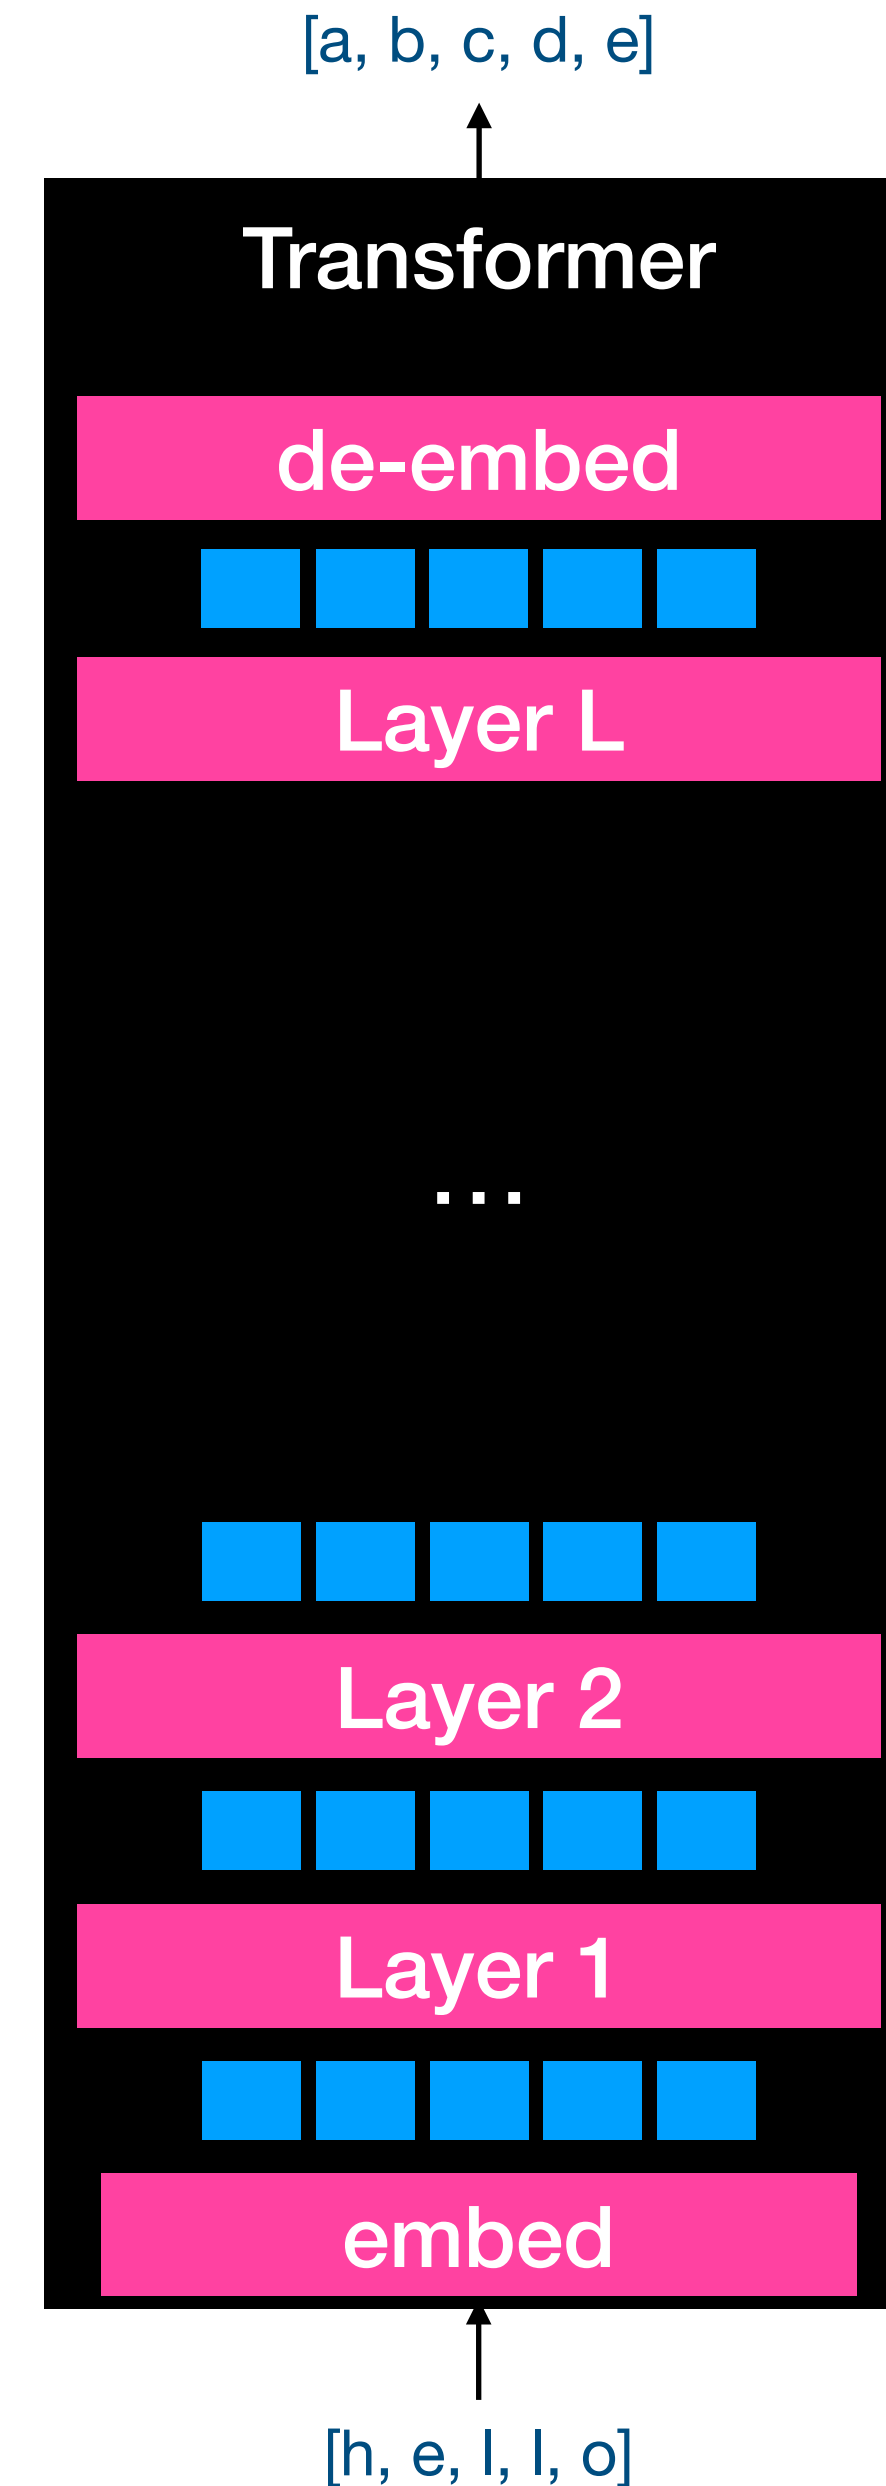 [a, b, c, d, e]
Transformer
de-embed
Layer L
...
Layer 2
Layer 1
embed
[h, e, l, l, o]